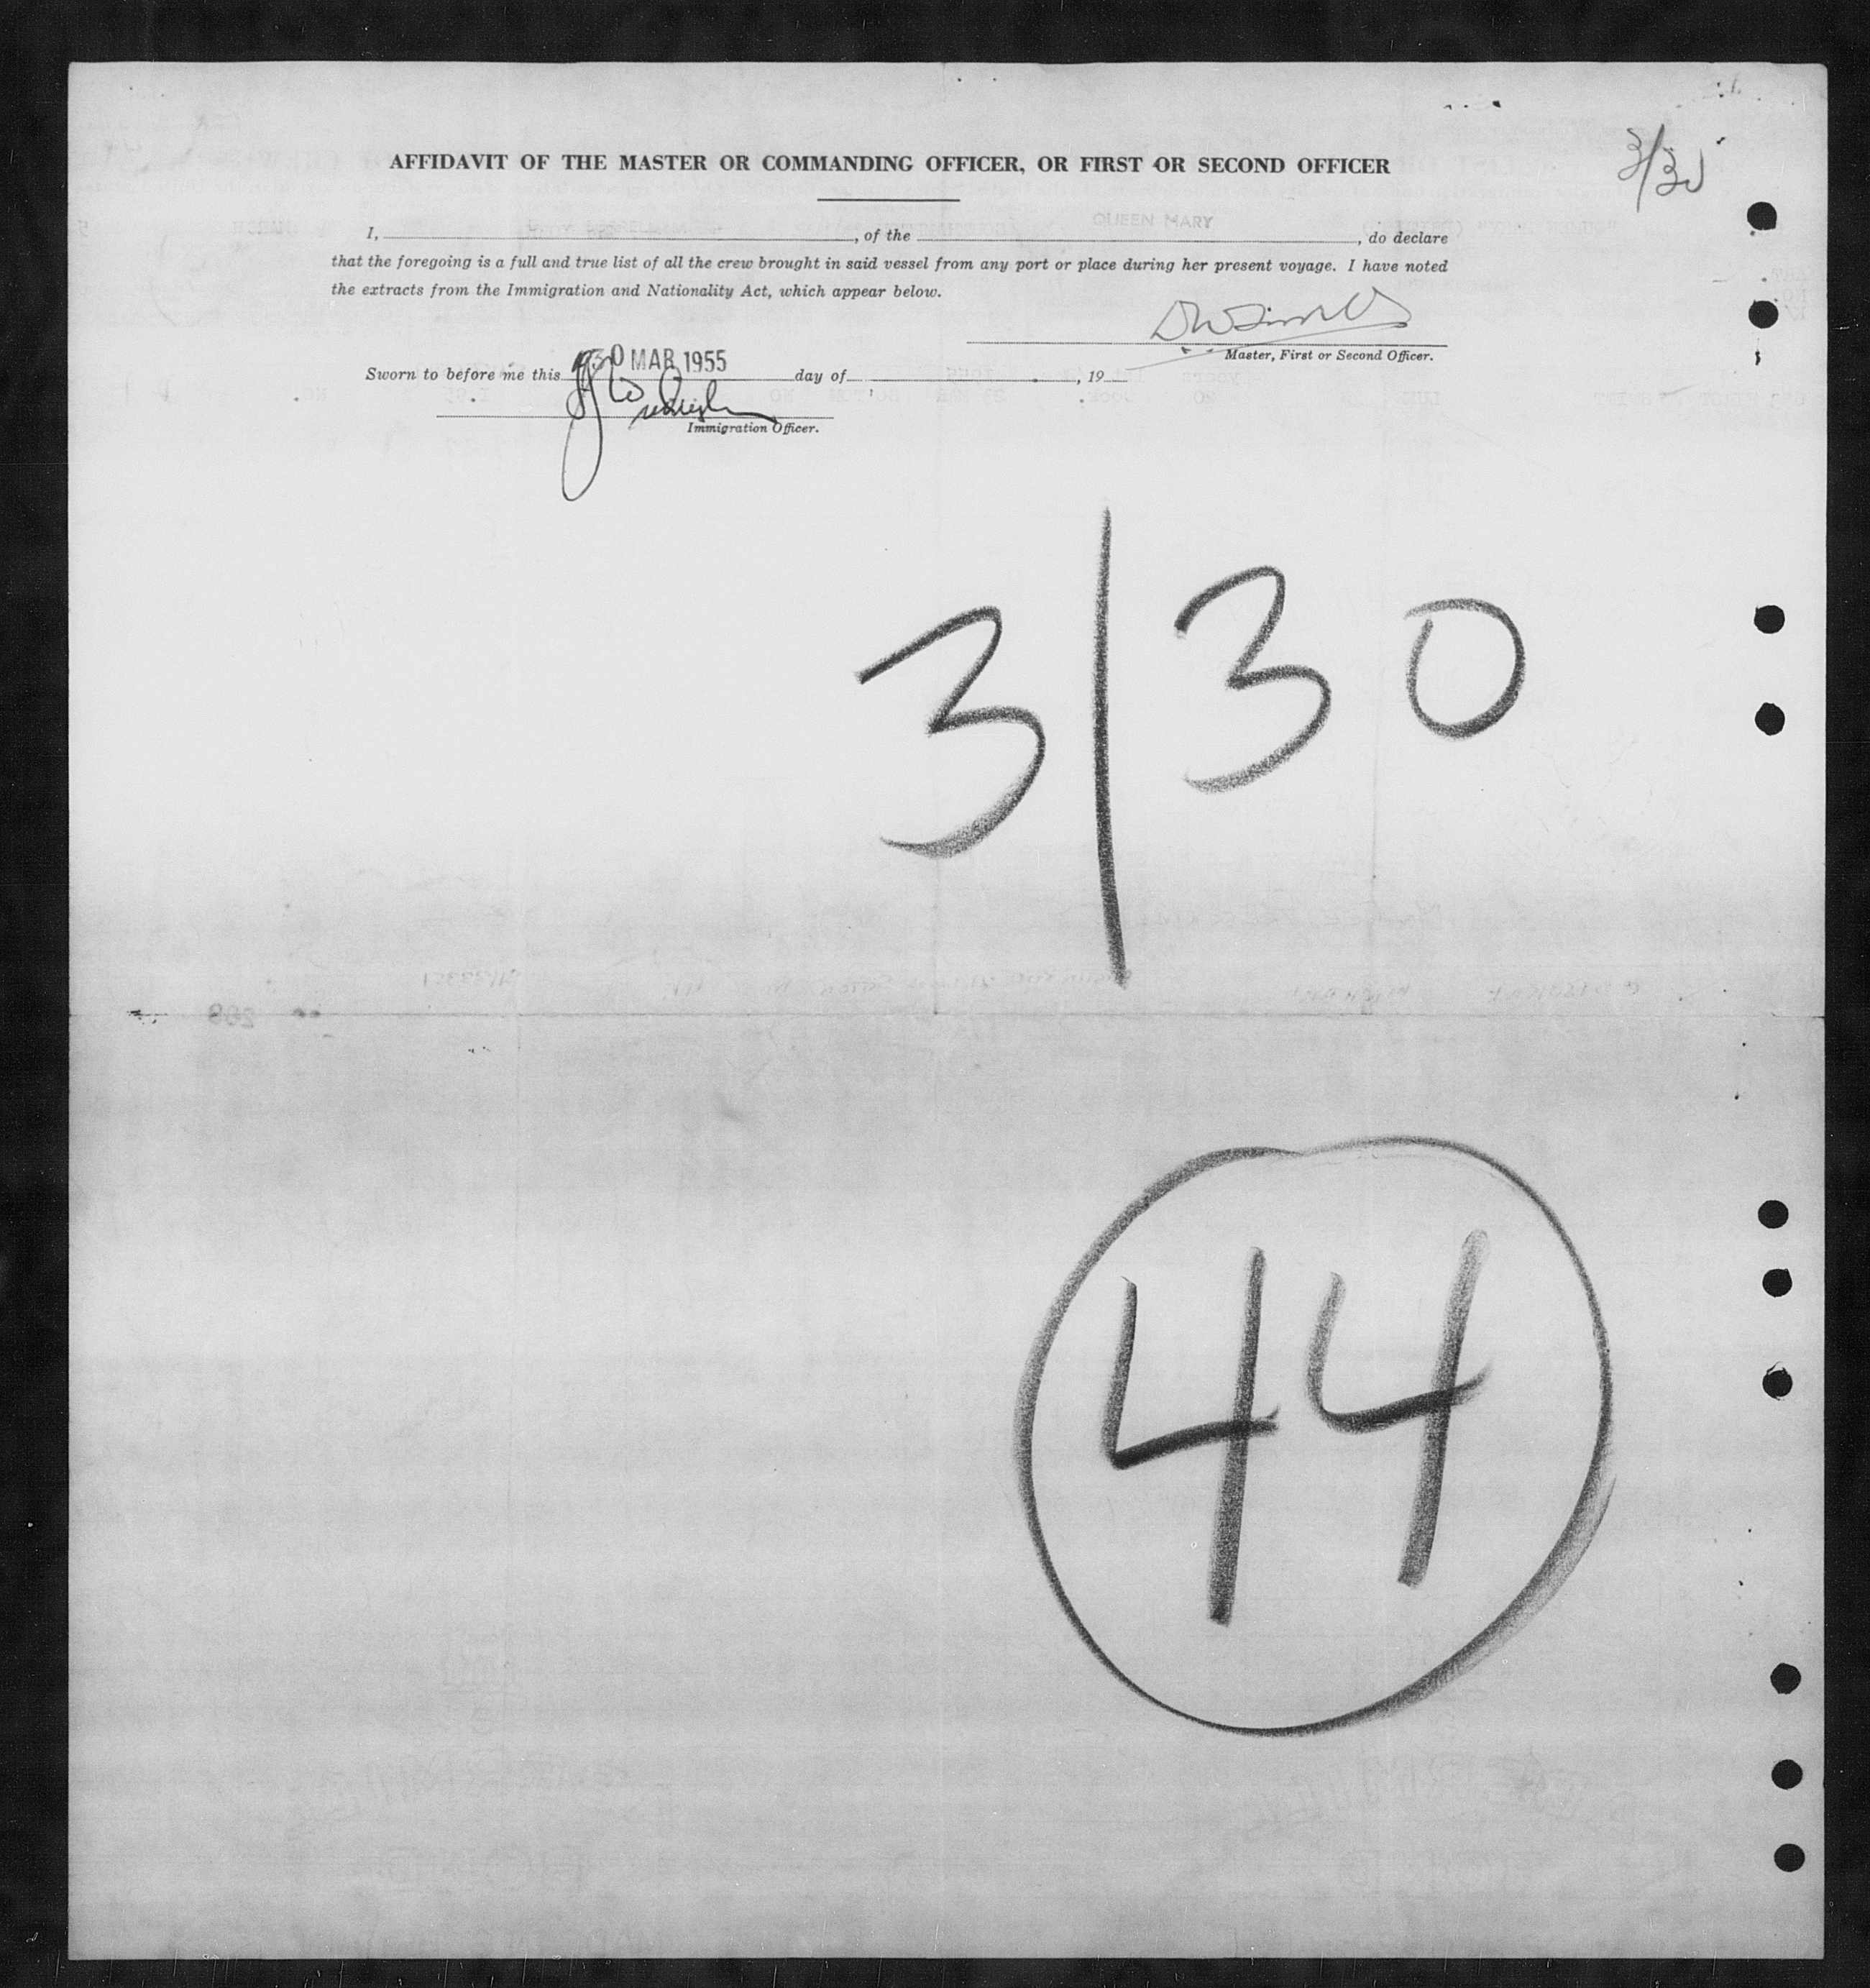 AFFIDAVIT OF THE MASTER OR COMMANDING OFFICER, OR FIRST OR SECOND OFFICER
3/30
I, , of the QUEEN MARY, do declare
that the foregoing is a full and true list of all the crew brought in said vessel from any port or place during her present voyage. I have noted
the extracts from the Immigration and Nationality Act, which appear below.
Master, First or Second Officer.
Sworn to before me this 30 MAR 1955 day of , 19
Immigration Officer.
3/30
44